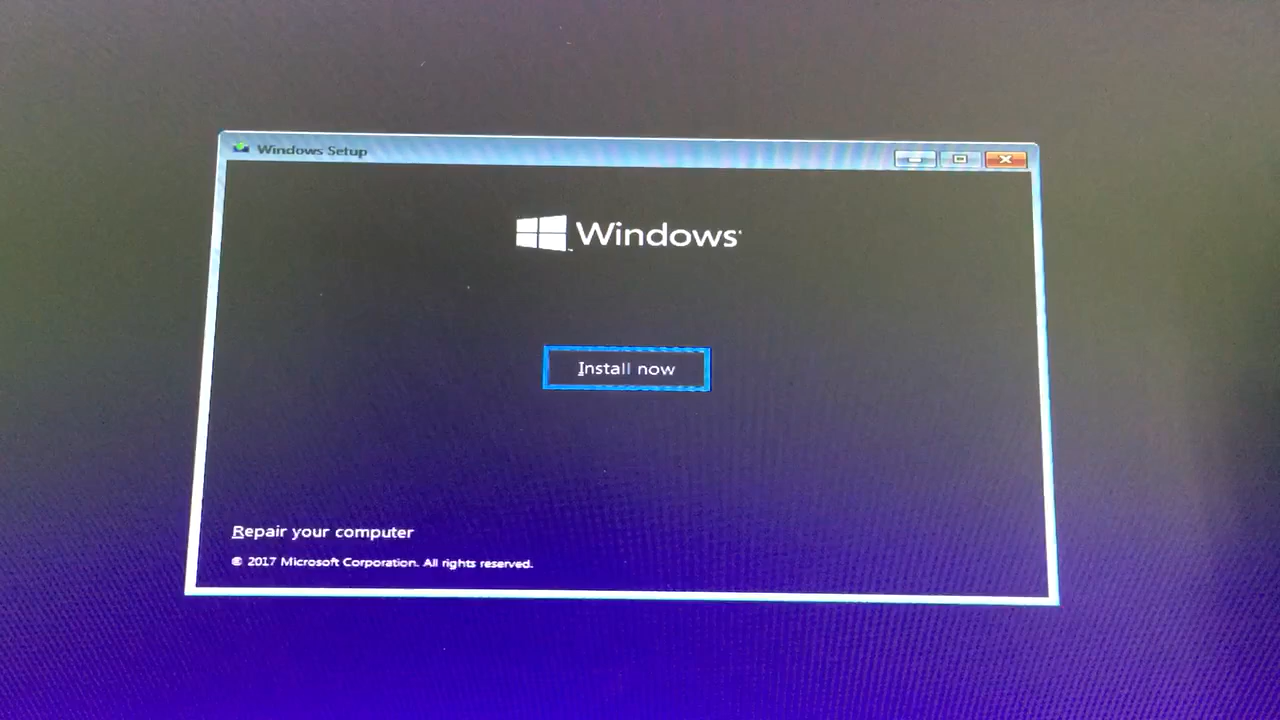 Windows Setup
Windows
Install now
Repair your computer
© 2017 Microsoft Corporation. All rights reserved.